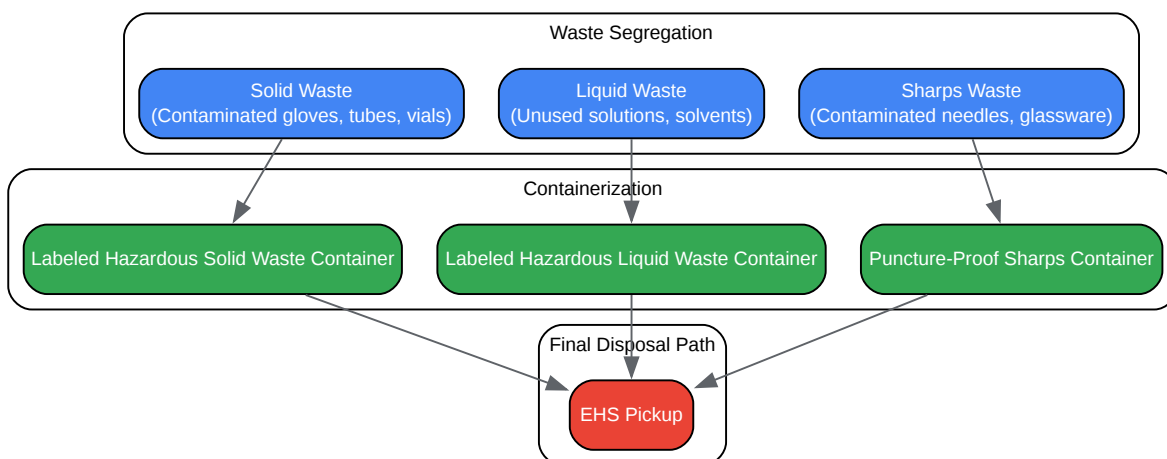 Waste Segregation
Solid Waste
(Contaminated gloves, tubes, vials)
Liquid Waste
(Unused solutions, solvents)
Sharps Waste
(Contaminated needles, glassware)
Containerization
Labeled Hazardous Solid Waste Container
Labeled Hazardous Liquid Waste Container
Puncture-Proof Sharps Container
Final Disposal Path
EHS Pickup